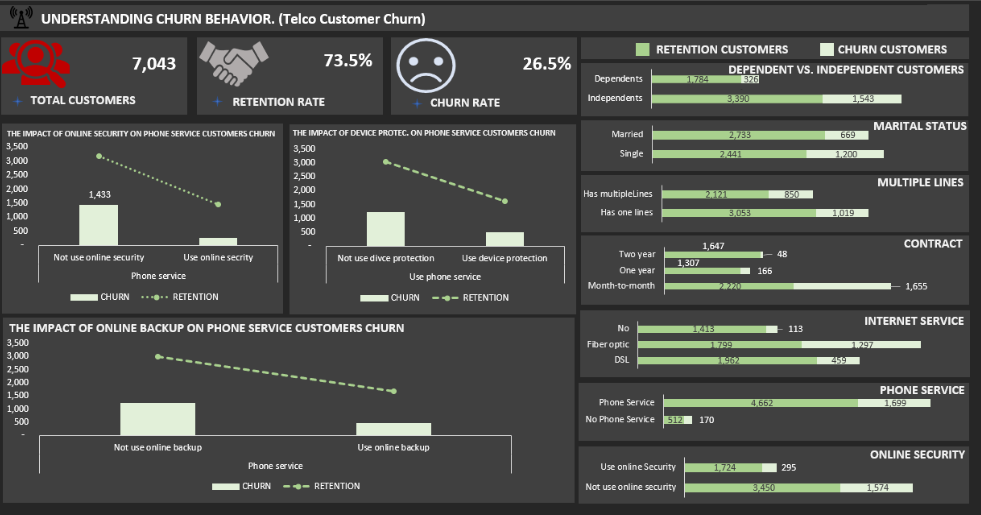 UNDERSTANDING CHURN BEHAVIOR. (Telco Customer Churn)
7,043
TOTAL CUSTOMERS
73.5%
RETENTION RATE
26.5%
CHURN RATE
RETENTION CUSTOMERS CHURN CUSTOMERS
THE IMPACT OF ONLINE SECURITY ON PHONE SERVICE CUSTOMERS CHURN
3,500
3,000
2,500
2,000
1,500
1,000
500
-
1,433
Not use online security Use online secrity
Phone service
CHURN RETENTION
THE IMPACT OF DEVICE PROTEC. ON PHONE SERVICE CUSTOMERS CHURN
3,500
3,000
2,500
2,000
1,500
1,000
500
-
Not use divce protection Use device protection
Use phone service
CHURN RETENTION
THE IMPACT OF ONLINE BACKUP ON PHONE SERVICE CUSTOMERS CHURN
3,500
3,000
2,500
2,000
1,500
1,000
500
-
Not use online backup Use online backup
Phone service
CHURN RETENTION
DEPENDENT VS. INDEPENDENT CUSTOMERS
Dependents 1,784 326
Independents 3,390 1,543
MARITAL STATUS
Married 2,733 669
Single 2,441 1,200
MULTIPLE LINES
Has multipleLines 2,121 850
Has one lines 3,053 1,019
CONTRACT
Two year 1,647 48
One year 1,307 166
Month-to-month 2,220 1,655
INTERNET SERVICE
No 1,413 113
Fiber optic 1,799 1,297
DSL 1,962 459
PHONE SERVICE
Phone Service 4,662 1,699
No Phone Service 512 170
ONLINE SECURITY
Use online Security 1,724 295
Not use online security 3,450 1,574